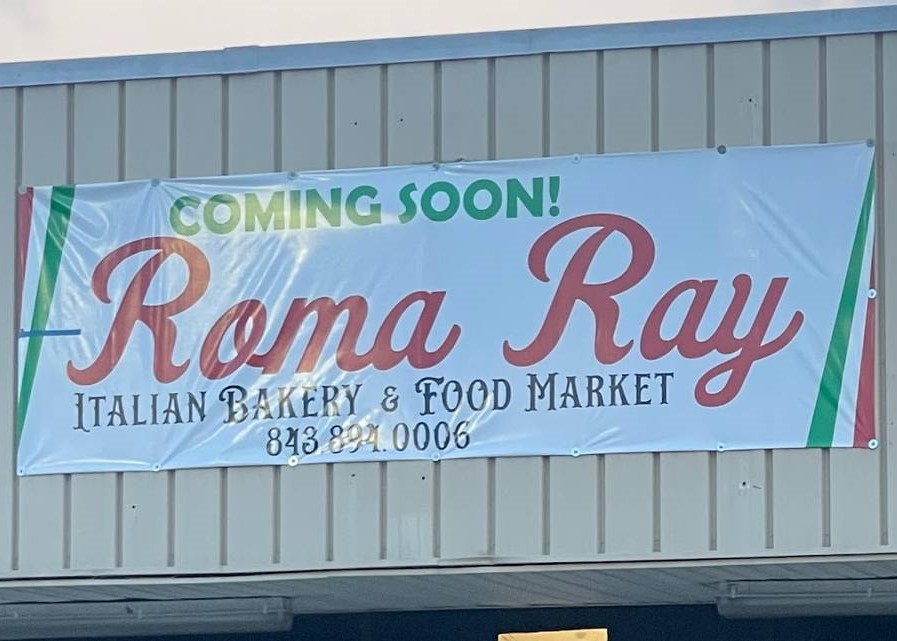 COMING SOON!
Roma Ray
ITALIAN BAKERY & FOOD MARKET
843.894.0006